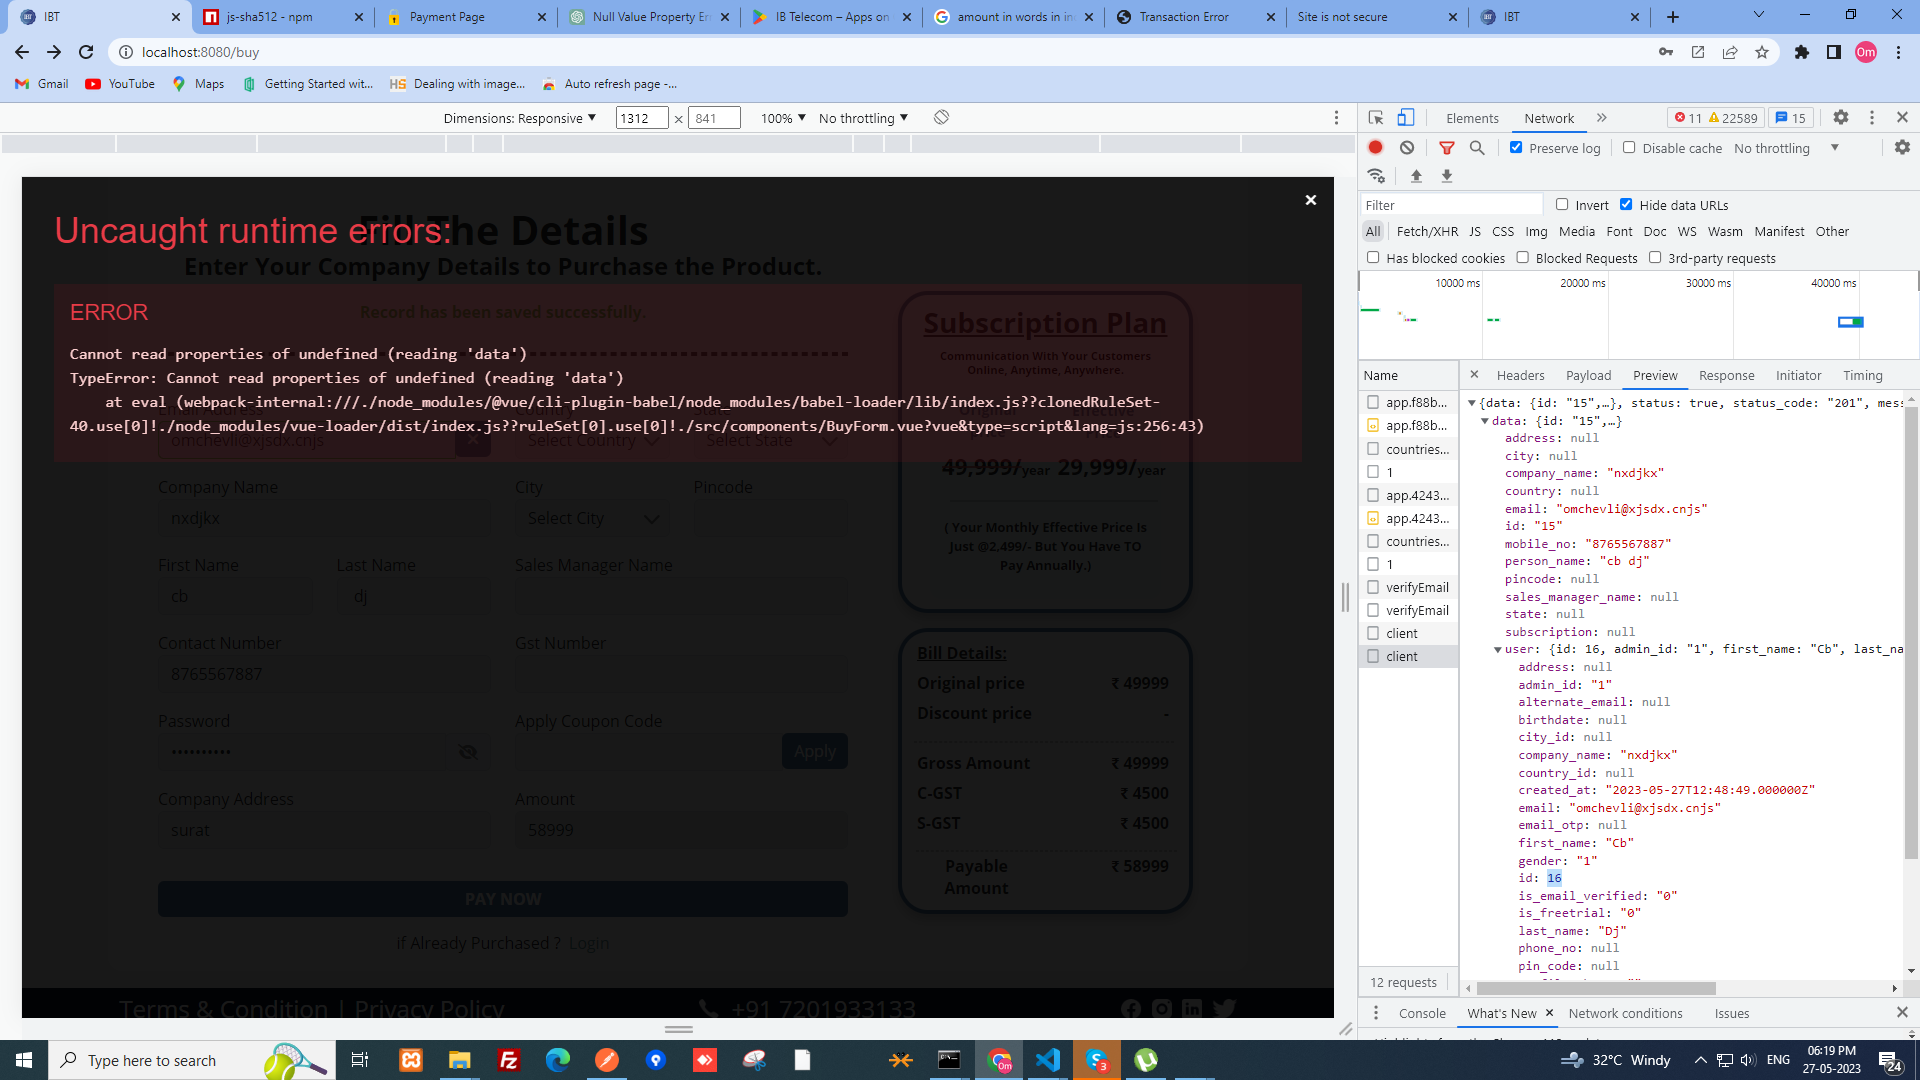 IBT
js-sha512 - npm
Payment Page
Null Value Property Er
IB Telecom – Apps on
amount in words in in
Transaction Error
Site is not secure
IBT
localhost:8080/buy
Om
Gmail
YouTube
Maps
Getting Started wit...
Dealing with image...
Auto refresh page -...
Dimensions: Responsive ▼ 1312 × 841 100% ▼ No throttling ▼
Fill The Details
Uncaught runtime errors:
Enter Your Company Details to Purchase the Product.
ERROR
Record has been saved successfully.
Cannot read properties of undefined (reading 'data')
TypeError: Cannot read properties of undefined (reading 'data')
at eval (webpack-internal:///./node_modules/@vue/cli-plugin-babel/node_modules/babel-loader/lib/index.js??clonedRuleSet-
40.use[0]!./node_modules/vue-loader/dist/index.js??ruleSet[0].use[0]!./src/components/BuyForm.vue?vue&type=script&lang=js:256:43)
omchevli@xjsdx.cnjs
Select Country
Select State
Company Name
nxdjkx
City
Select City
Pincode
First Name
cb
Last Name
dj
Sales Manager Name
Contact Number
8765567887
Gst Number
Password
••••••••••
Apply Coupon Code
Apply
Company Address
surat
Amount
58999
PAY NOW
if Already Purchased ? Login
Subscription Plan
Communication With Your Customers
Online, Anytime, Anywhere.
49,999/year 29,999/year
( Your Monthly Effective Price Is
Just @2,499/- But You Have TO
Pay Annually.)
Bill Details:
Original price ₹ 49999
Discount price -
Gross Amount ₹ 49999
C-GST ₹ 4500
S-GST ₹ 4500
Payable
Amount
₹ 58999
Terms & Condition | Privacy Policy
+91 7201933133
Elements
Network
11
22589
15
Preserve log
Disable cache
No throttling
Filter
Invert
Hide data URLs
All Fetch/XHR JS CSS Img Media Font Doc WS Wasm Manifest Other
Has blocked cookies
Blocked Requests
3rd-party requests
10000 ms
20000 ms
30000 ms
40000 ms
Name
app.f88b...
app.f88b...
countries...
1
app.4243...
app.4243...
countries...
1
verifyEmail
verifyEmail
client
client
12 requests
Headers
Payload
Preview
Response
Initiator
Timing
{data: {id: "15",…}, status: true, status_code: "201", mess
data: {id: "15",…}
address: null
city: null
company_name: "nxdjkx"
country: null
email: "omchevli@xjsdx.cnjs"
id: "15"
mobile_no: "8765567887"
person_name: "cb dj"
pincode: null
sales_manager_name: null
state: null
subscription: null
user: {id: 16, admin_id: "1", first_name: "Cb", last_na
address: null
admin_id: "1"
alternate_email: null
birthdate: null
city_id: null
company_name: "nxdjkx"
country_id: null
created_at: "2023-05-27T12:48:49.000000Z"
email: "omchevli@xjsdx.cnjs"
email_otp: null
first_name: "Cb"
gender: "1"
id: 16
is_email_verified: "0"
is_freetrial: "0"
last_name: "Dj"
phone_no: null
pin_code: null
Console
What's New
Network conditions
Issues
Type here to search
3
32°C Windy
ENG
06:19 PM
27-05-2023
24